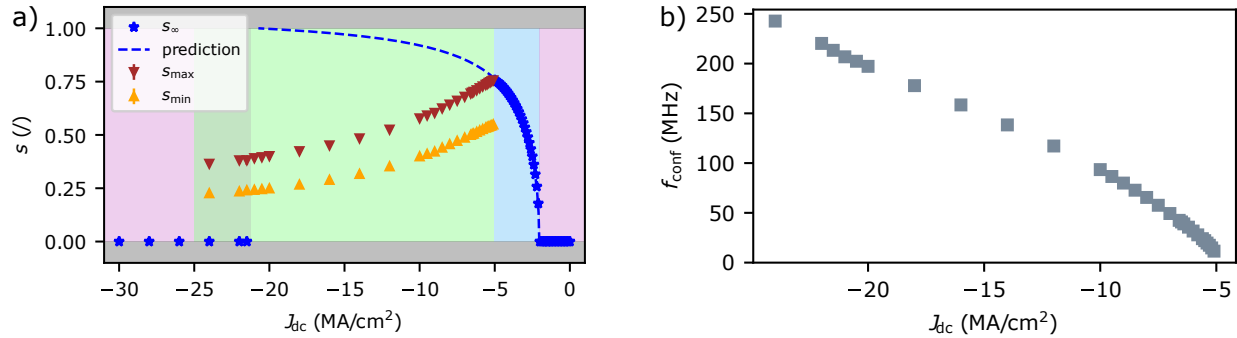 a)
s (/)
1.00
0.75
0.50
0.25
0.00
s∞
prediction
smax
smin
−30 −25 −20 −15 −10 −5 0
Jdc (MA/cm²)
b)
fconf (MHz)
250
200
150
100
50
0
−20 −15 −10 −5
Jdc (MA/cm²)